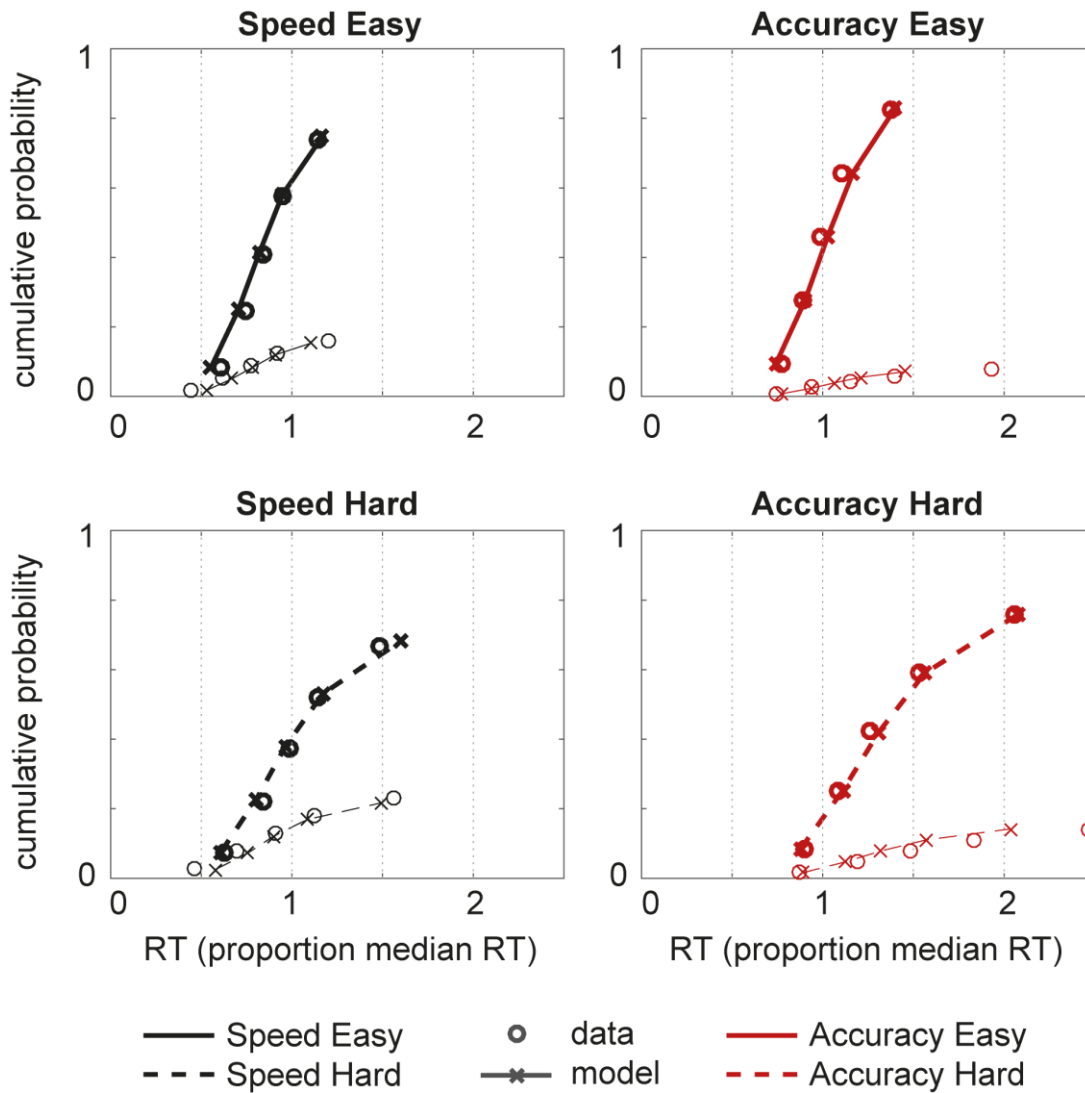 Speed Easy
Accuracy Easy
cumulative probability
1
0
0 1 2
1
0
0 1 2
Speed Hard
Accuracy Hard
cumulative probability
1
0
0 1 2
RT (proportion median RT)
1
0
0 1 2
RT (proportion median RT)
Speed Easy data Accuracy Easy
Speed Hard model Accuracy Hard